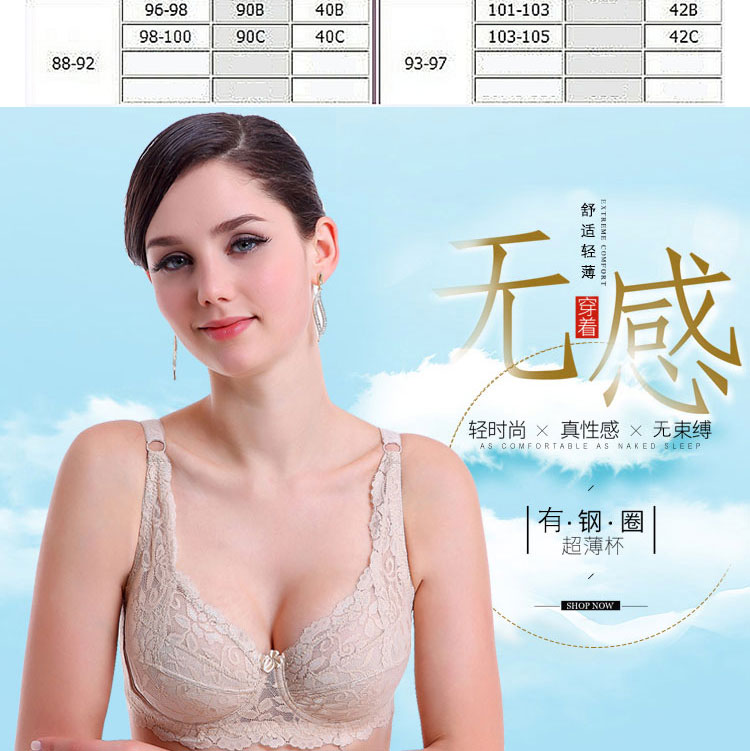 96-98 90B 40B 101-103 42B
98-100 90C 40C 103-105 42C
88-92 93-97
舒适轻薄
EXTREME COMFORT
无穿着感
轻时尚 × 真性感 × 无束缚
AS COMFORTABLE AS NAKED SLEEP
有·钢·圈
超薄杯
SHOP NOW